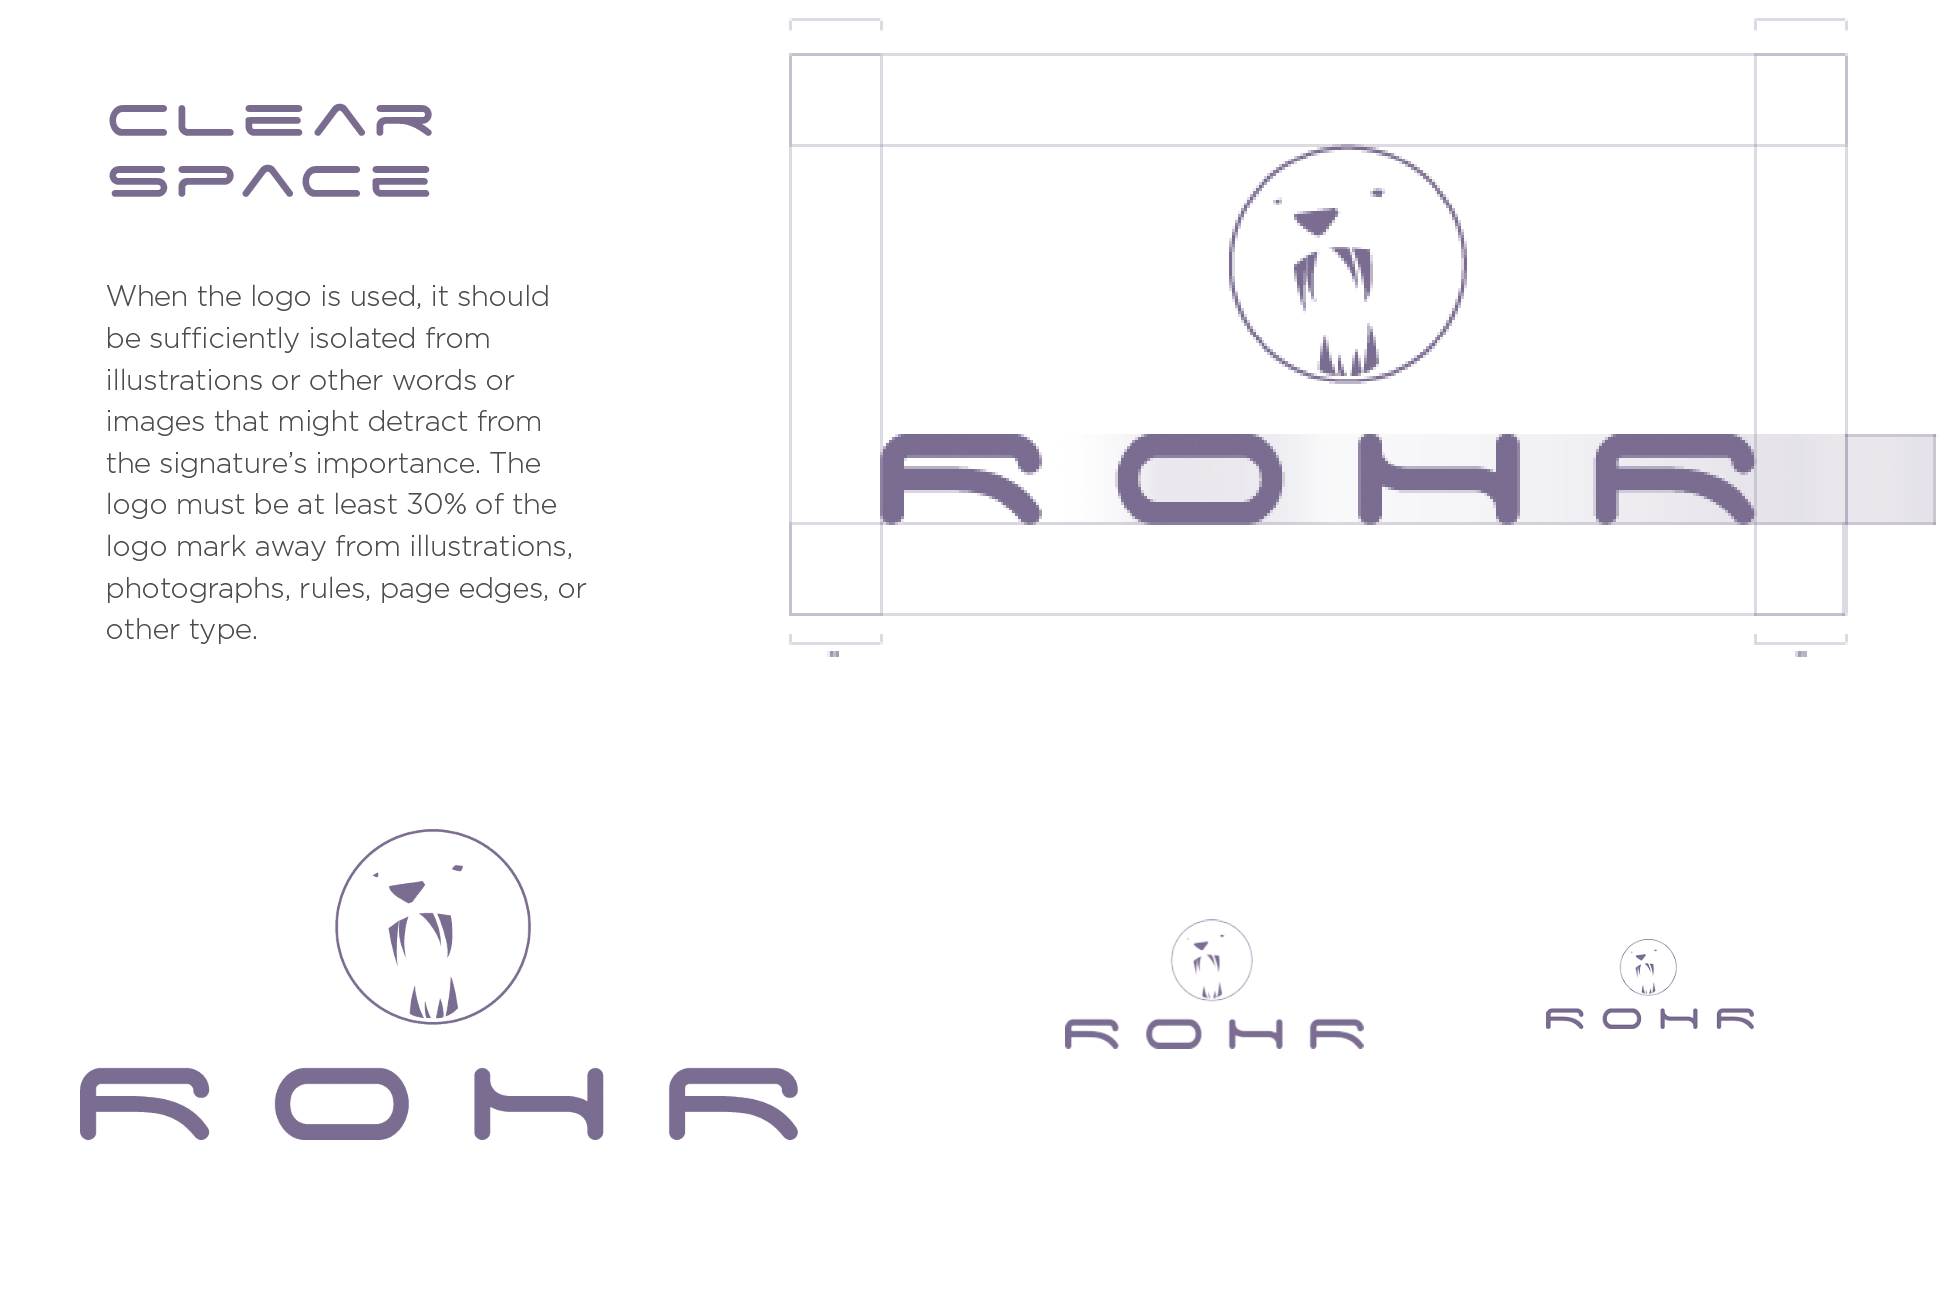 CLEAR
SPACE
When the logo is used, it should
be sufficiently isolated from
illustrations or other words or
images that might detract from
the signature’s importance. The
logo must be at least 30% of the
logo mark away from illustrations,
photographs, rules, page edges, or
other type.
ROHR
ROHR
ROHR
ROHR